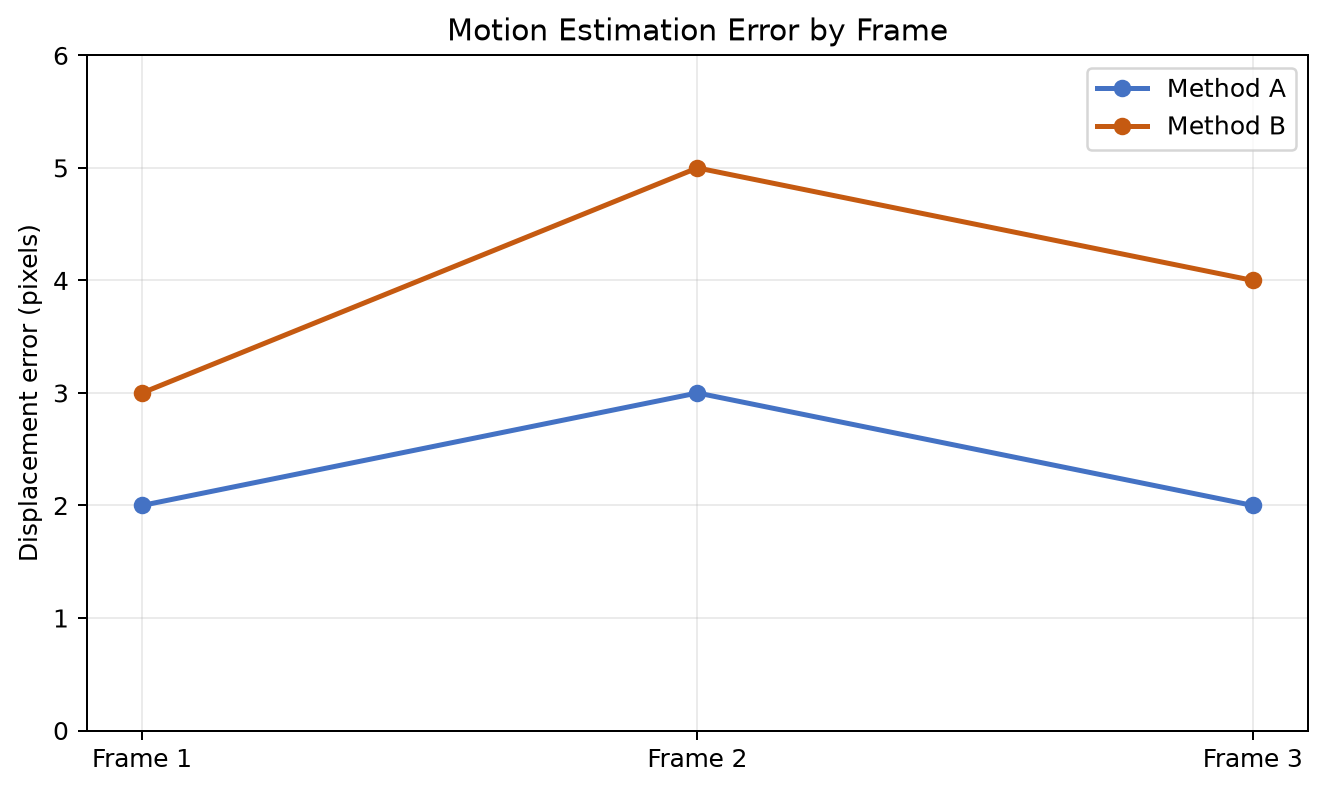 Motion Estimation Error by Frame
Method A
Method B
Displacement error (pixels)
6
5
4
3
2
1
0
Frame 1
Frame 2
Frame 3